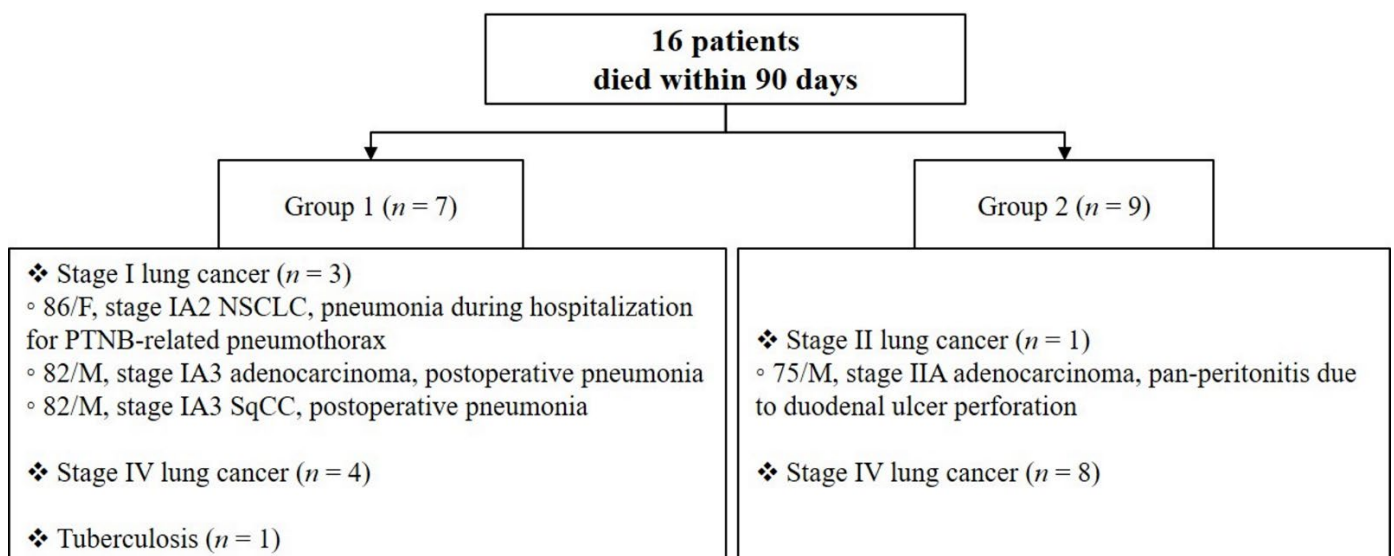 16 patients
died within 90 days
Group 1 (n = 7)
Group 2 (n = 9)
❖ Stage I lung cancer (n = 3)
◦ 86/F, stage IA2 NSCLC, pneumonia during hospitalization
for PTNB-related pneumothorax
◦ 82/M, stage IA3 adenocarcinoma, postoperative pneumonia
◦ 82/M, stage IA3 SqCC, postoperative pneumonia
❖ Stage IV lung cancer (n = 4)
❖ Tuberculosis (n = 1)
❖ Stage II lung cancer (n = 1)
◦ 75/M, stage IIA adenocarcinoma, pan-peritonitis due
to duodenal ulcer perforation
❖ Stage IV lung cancer (n = 8)